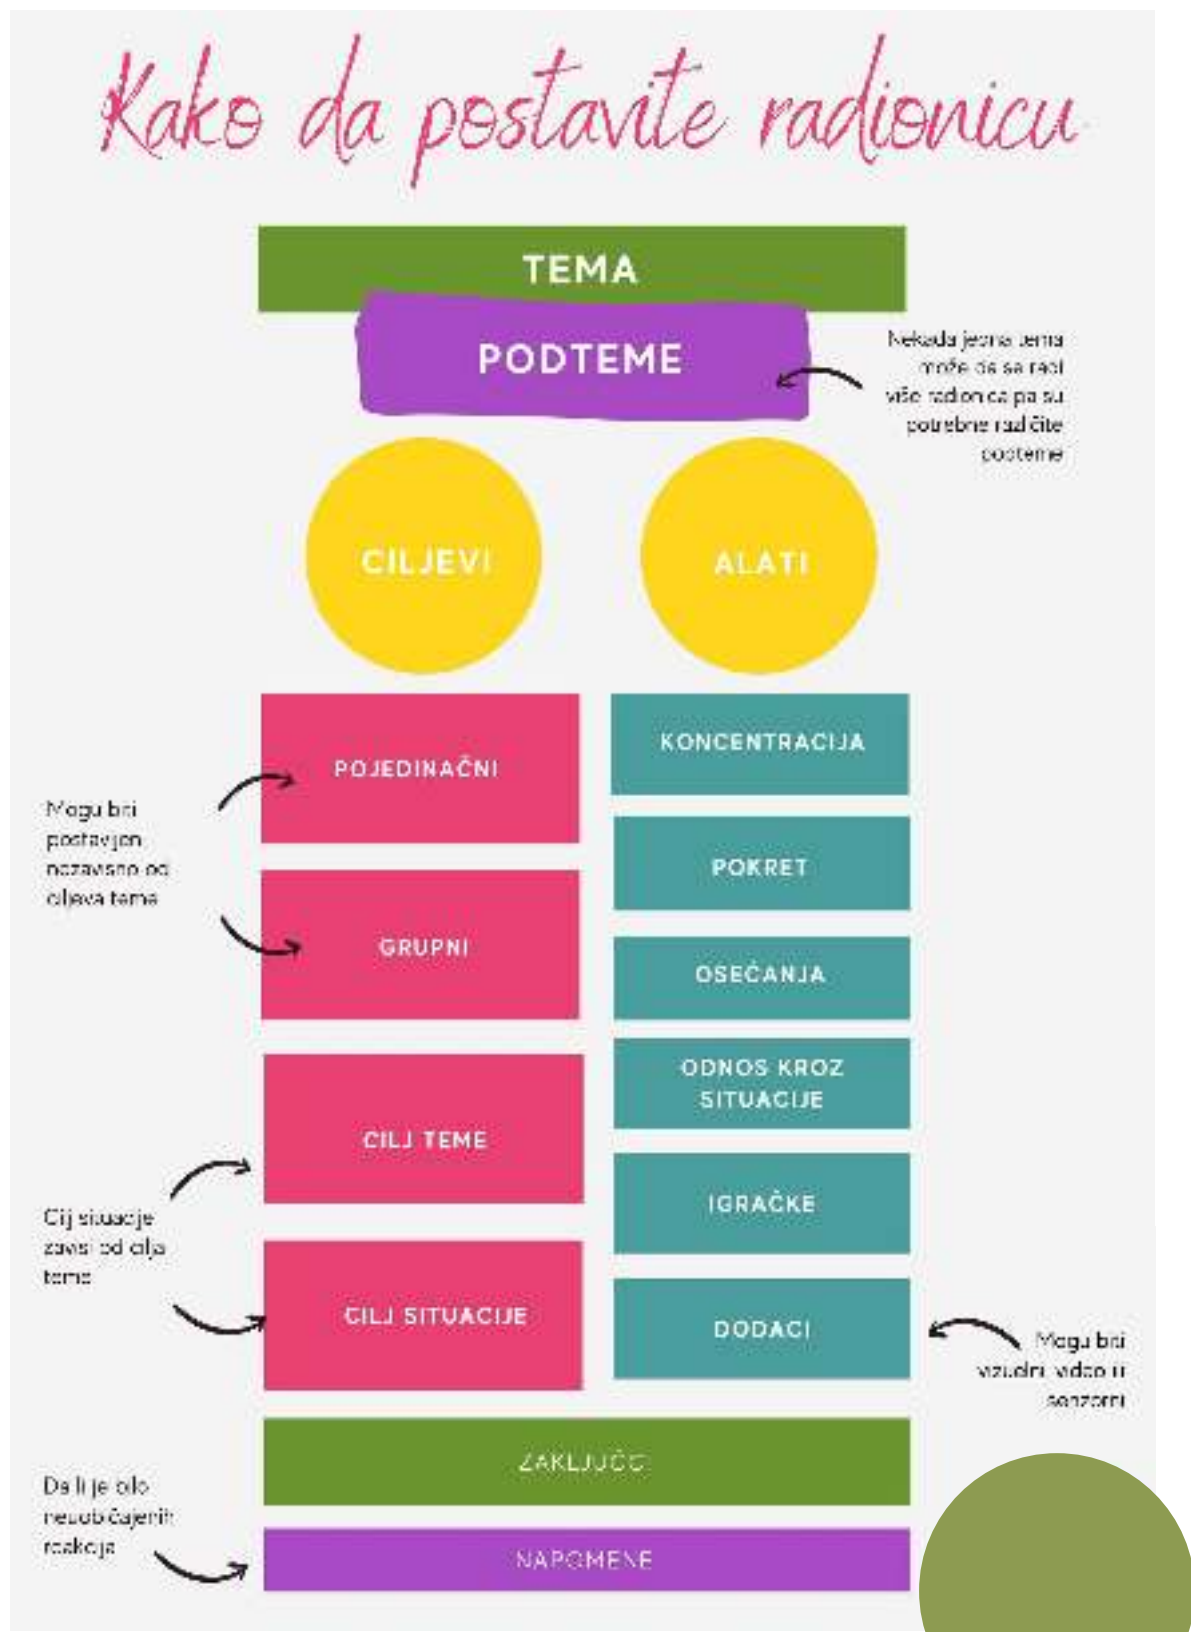 Kako da postavite radionicu
TEMA
PODTEME
Nekada jedna tema
može da se radi
više radionica pa su
potrebne različite
podteme
CILJEVI
ALATI
POJEDINAČNI
GRUPNI
CILJ TEME
CILJ SITUACIJE
Mogu biti
postavljeni
nezavisno od
ciljeva teme
Cilj situacije
zavisi od cilja
teme
KONCENTRACIJA
POKRET
OSEĆANJA
ODNOS KROZ
SITUACIJE
IGRAČKE
DODACI
Mogu biti
vizuelni, video ili
senzorni
ZAKLJUČCI
Da li je bilo
neuobičajenih
reakcija
NAPOMENE